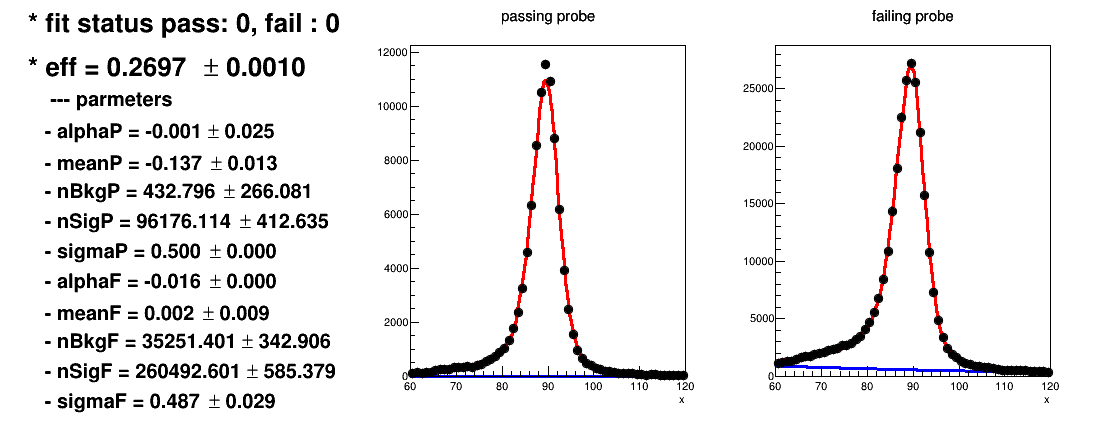 * fit status pass: 0, fail : 0
* eff = 0.2697 ± 0.0010
--- parmeters
- alphaP = -0.001 ± 0.025
- meanP = -0.137 ± 0.013
- nBkgP = 432.796 ± 266.081
- nSigP = 96176.114 ± 412.635
- sigmaP = 0.500 ± 0.000
- alphaF = -0.016 ± 0.000
- meanF = 0.002 ± 0.009
- nBkgF = 35251.401 ± 342.906
- nSigF = 260492.601 ± 585.379
- sigmaF = 0.487 ± 0.029
passing probe
12000
10000
8000
6000
4000
2000
0
60 70 80 90 100 110 120
x
failing probe
25000
20000
15000
10000
5000
0
60 70 80 90 100 110 120
x